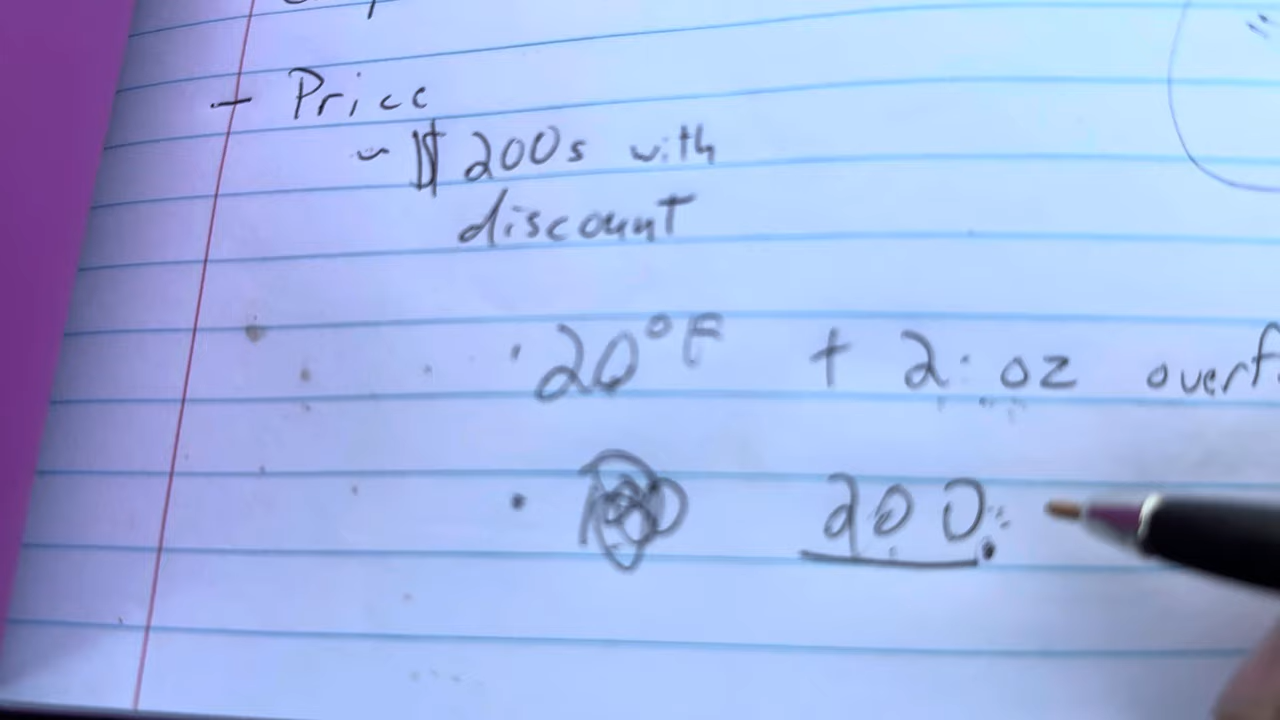 - Price
~ $200s with
discount
· 20°F + 2 oz overf
· 200